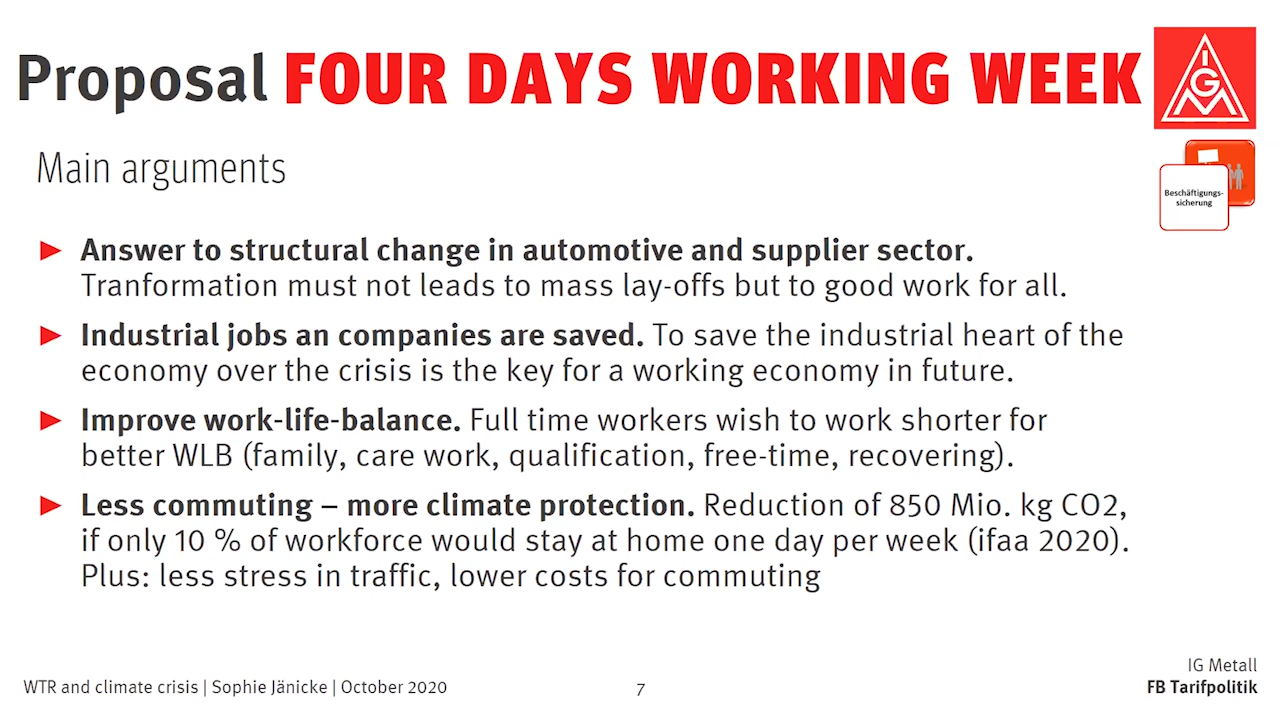 Proposal FOUR DAYS WORKING WEEK
IGM
Main arguments
Beschäftigungs-
sicherung
Answer to structural change in automotive and supplier sector.
Tranformation must not leads to mass lay-offs but to good work for all.
Industrial jobs an companies are saved. To save the industrial heart of the
economy over the crisis is the key for a working economy in future.
Improve work-life-balance. Full time workers wish to work shorter for
better WLB (family, care work, qualification, free-time, recovering).
Less commuting – more climate protection. Reduction of 850 Mio. kg CO2,
if only 10 % of workforce would stay at home one day per week (ifaa 2020).
Plus: less stress in traffic, lower costs for commuting
WTR and climate crisis | Sophie Jänicke | October 2020
7
IG Metall
FB Tarifpolitik